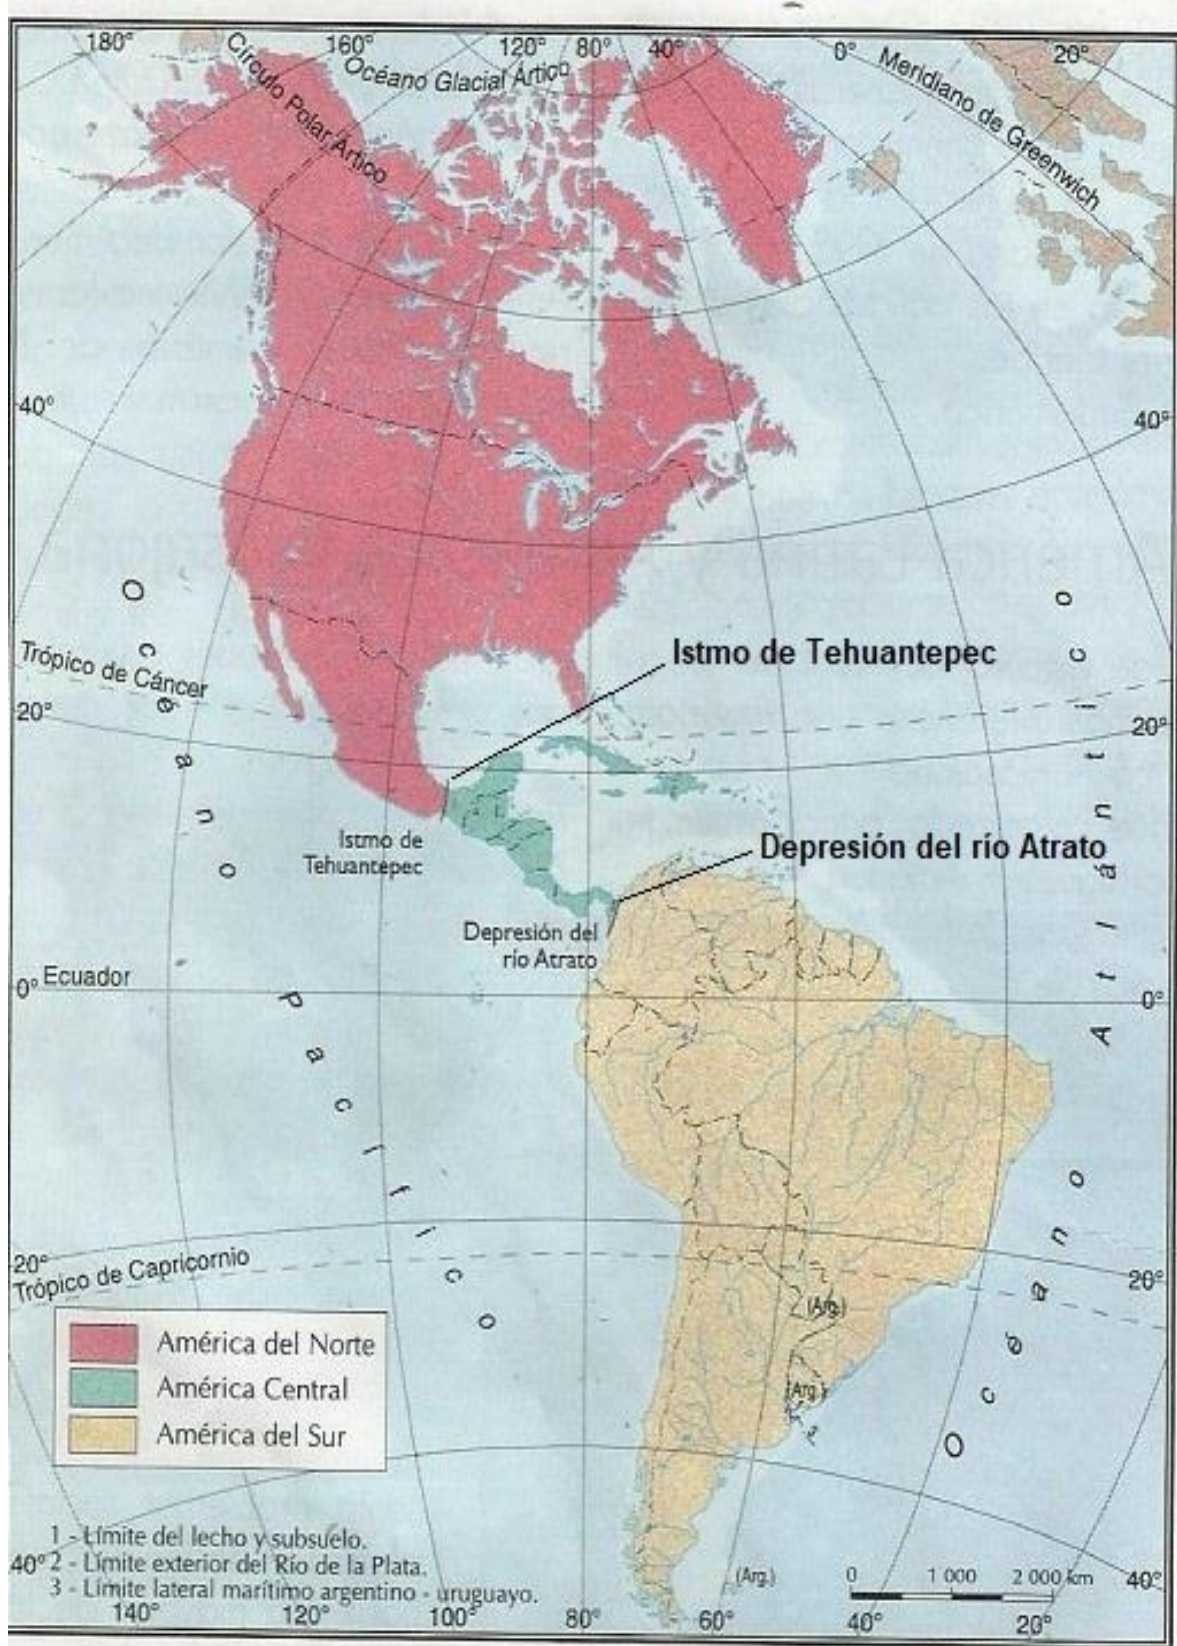 180°
160°
120°
80°
40°
0°
20°
Océano Glacial Ártico
Círculo Polar Ártico
Meridiano de Greenwich
40°
40°
Océano Pacífico
Océano Atlántico
Istmo de Tehuantepec
Trópico de Cáncer
20°
20°
Istmo de
Tehuantepec
Depresión del río Atrato
Depresión del
río Atrato
0°
Ecuador
0°
20°
Trópico de Capricornio
20°
(Arg.)
(Arg.)
2
3
América del Norte
América Central
América del Sur
1 - Límite del lecho y subsuelo.
2 - Límite exterior del Río de la Plata.
3 - Límite lateral marítimo argentino - uruguayo.
40°
(Arg.)
0 1 000 2 000 km
40°
140°
120°
100°
80°
60°
40°
20°